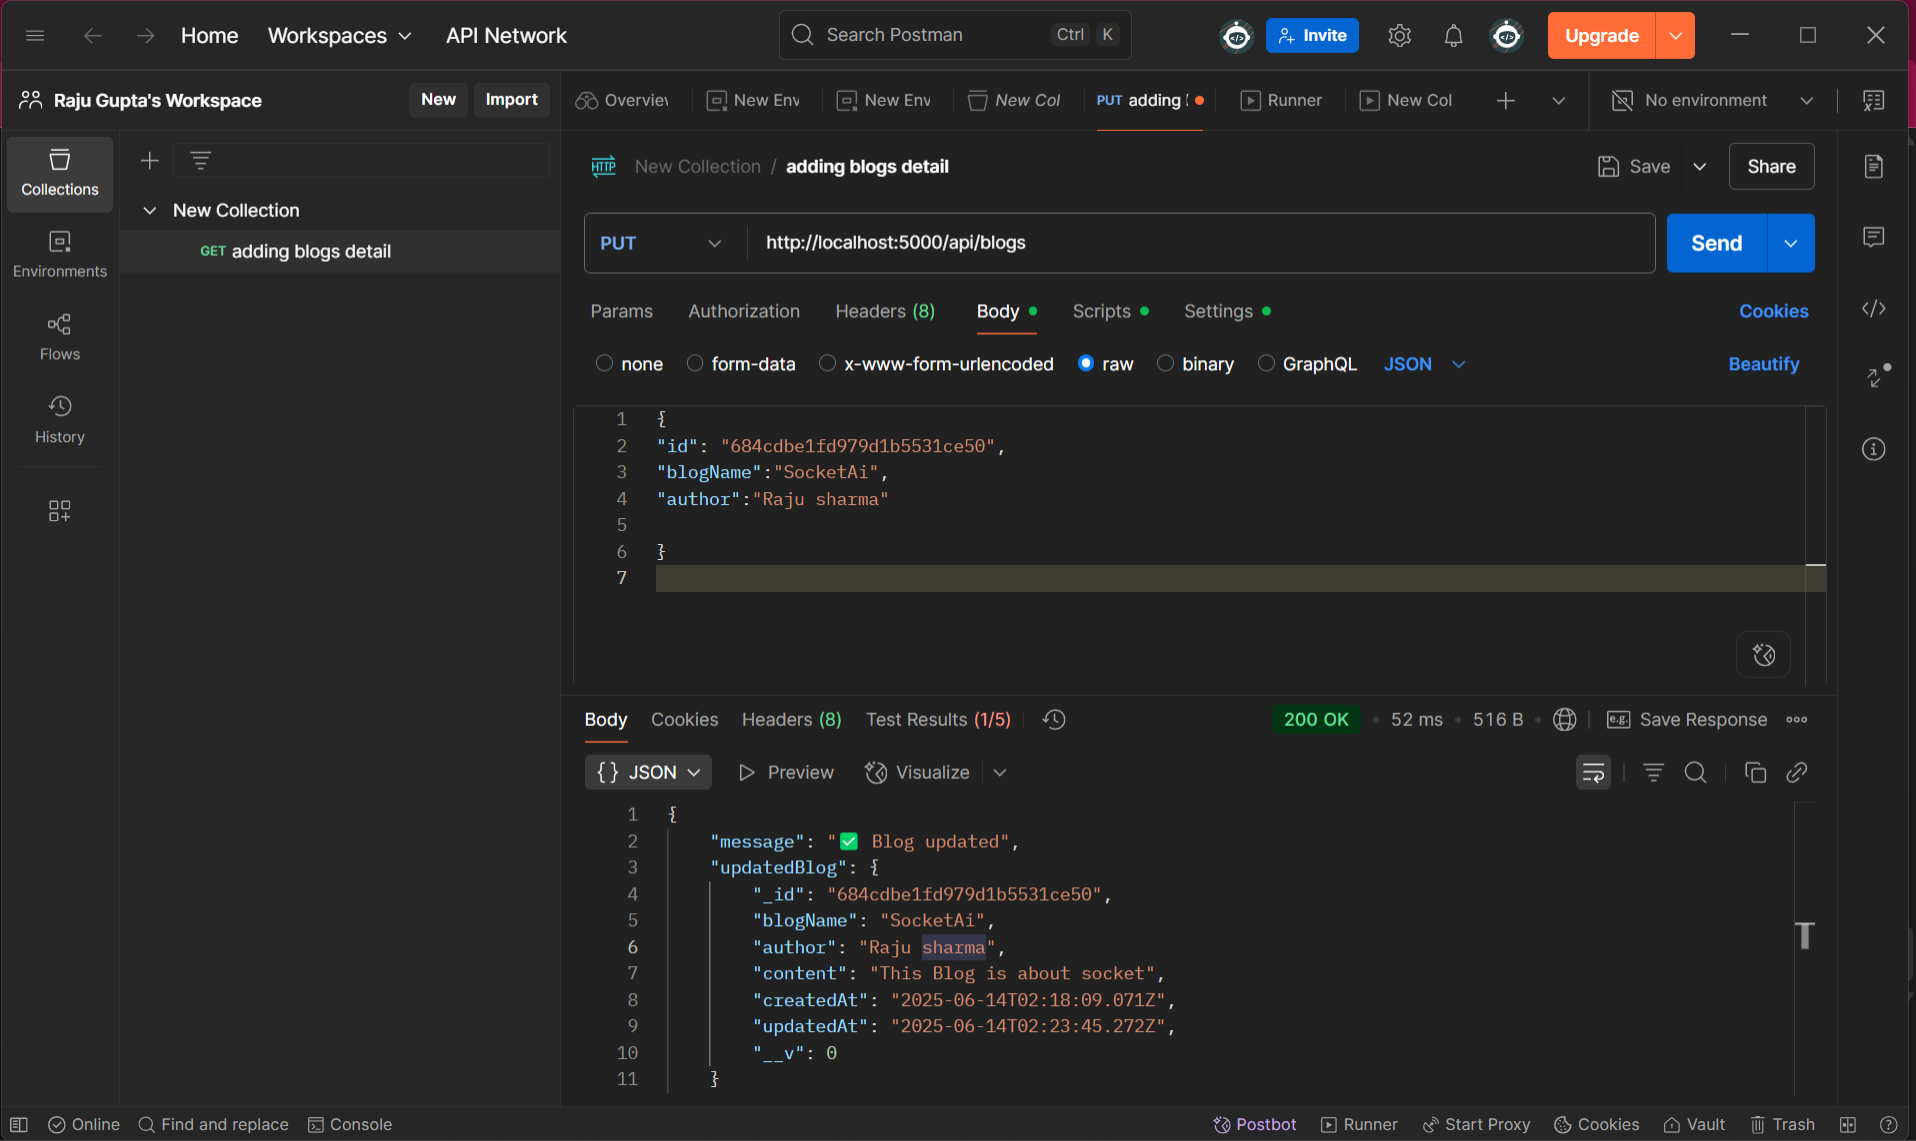 Home Workspaces API Network Search Postman Ctrl K Invite Upgrade
Raju Gupta's Workspace New Import Overview New Env New Env New Col PUT adding Runner New Col No environment
Collections
Environments
Flows
History
New Collection
GET adding blogs detail
HTTP New Collection / adding blogs detail Save Share
PUT http://localhost:5000/api/blogs Send
Params Authorization Headers (8) Body Scripts Settings Cookies
none form-data x-www-form-urlencoded raw binary GraphQL JSON Beautify
1 {
2 "id": "684cdbe1fd979d1b5531ce50",
3 "blogName":"SocketAi",
4 "author":"Raju sharma"
5
6 }
7
Body Cookies Headers (8) Test Results (1/5) 200 OK • 52 ms • 516 B • e.g. Save Response
{} JSON Preview Visualize
1 {
2 "message": "✅ Blog updated",
3 "updatedBlog": {
4 "_id": "684cdbe1fd979d1b5531ce50",
5 "blogName": "SocketAi",
6 "author": "Raju sharma",
7 "content": "This Blog is about socket",
8 "createdAt": "2025-06-14T02:18:09.071Z",
9 "updatedAt": "2025-06-14T02:23:45.272Z",
10 "__v": 0
11 }
T
Online Find and replace Console Postbot Runner Start Proxy Cookies Vault Trash